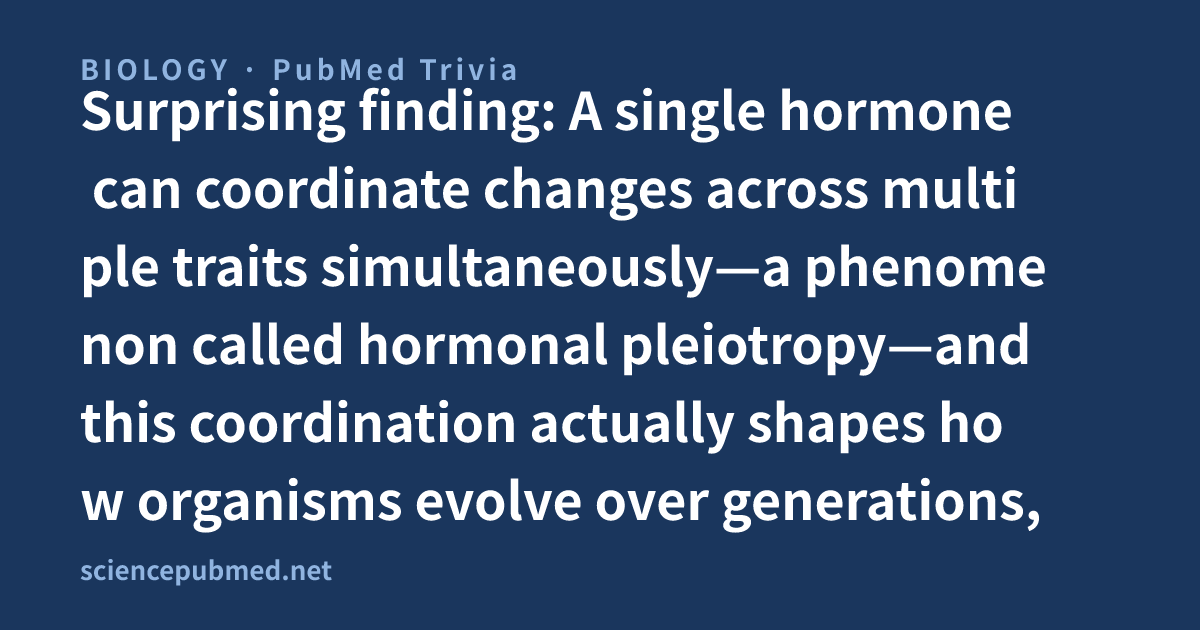 BIOLOGY · PubMed Trivia
Surprising finding: A single hormone
can coordinate changes across multi
ple traits simultaneously—a phenome
non called hormonal pleiotropy—and
this coordination actually shapes ho
w organisms evolve over generations,
sciencepubmed.net